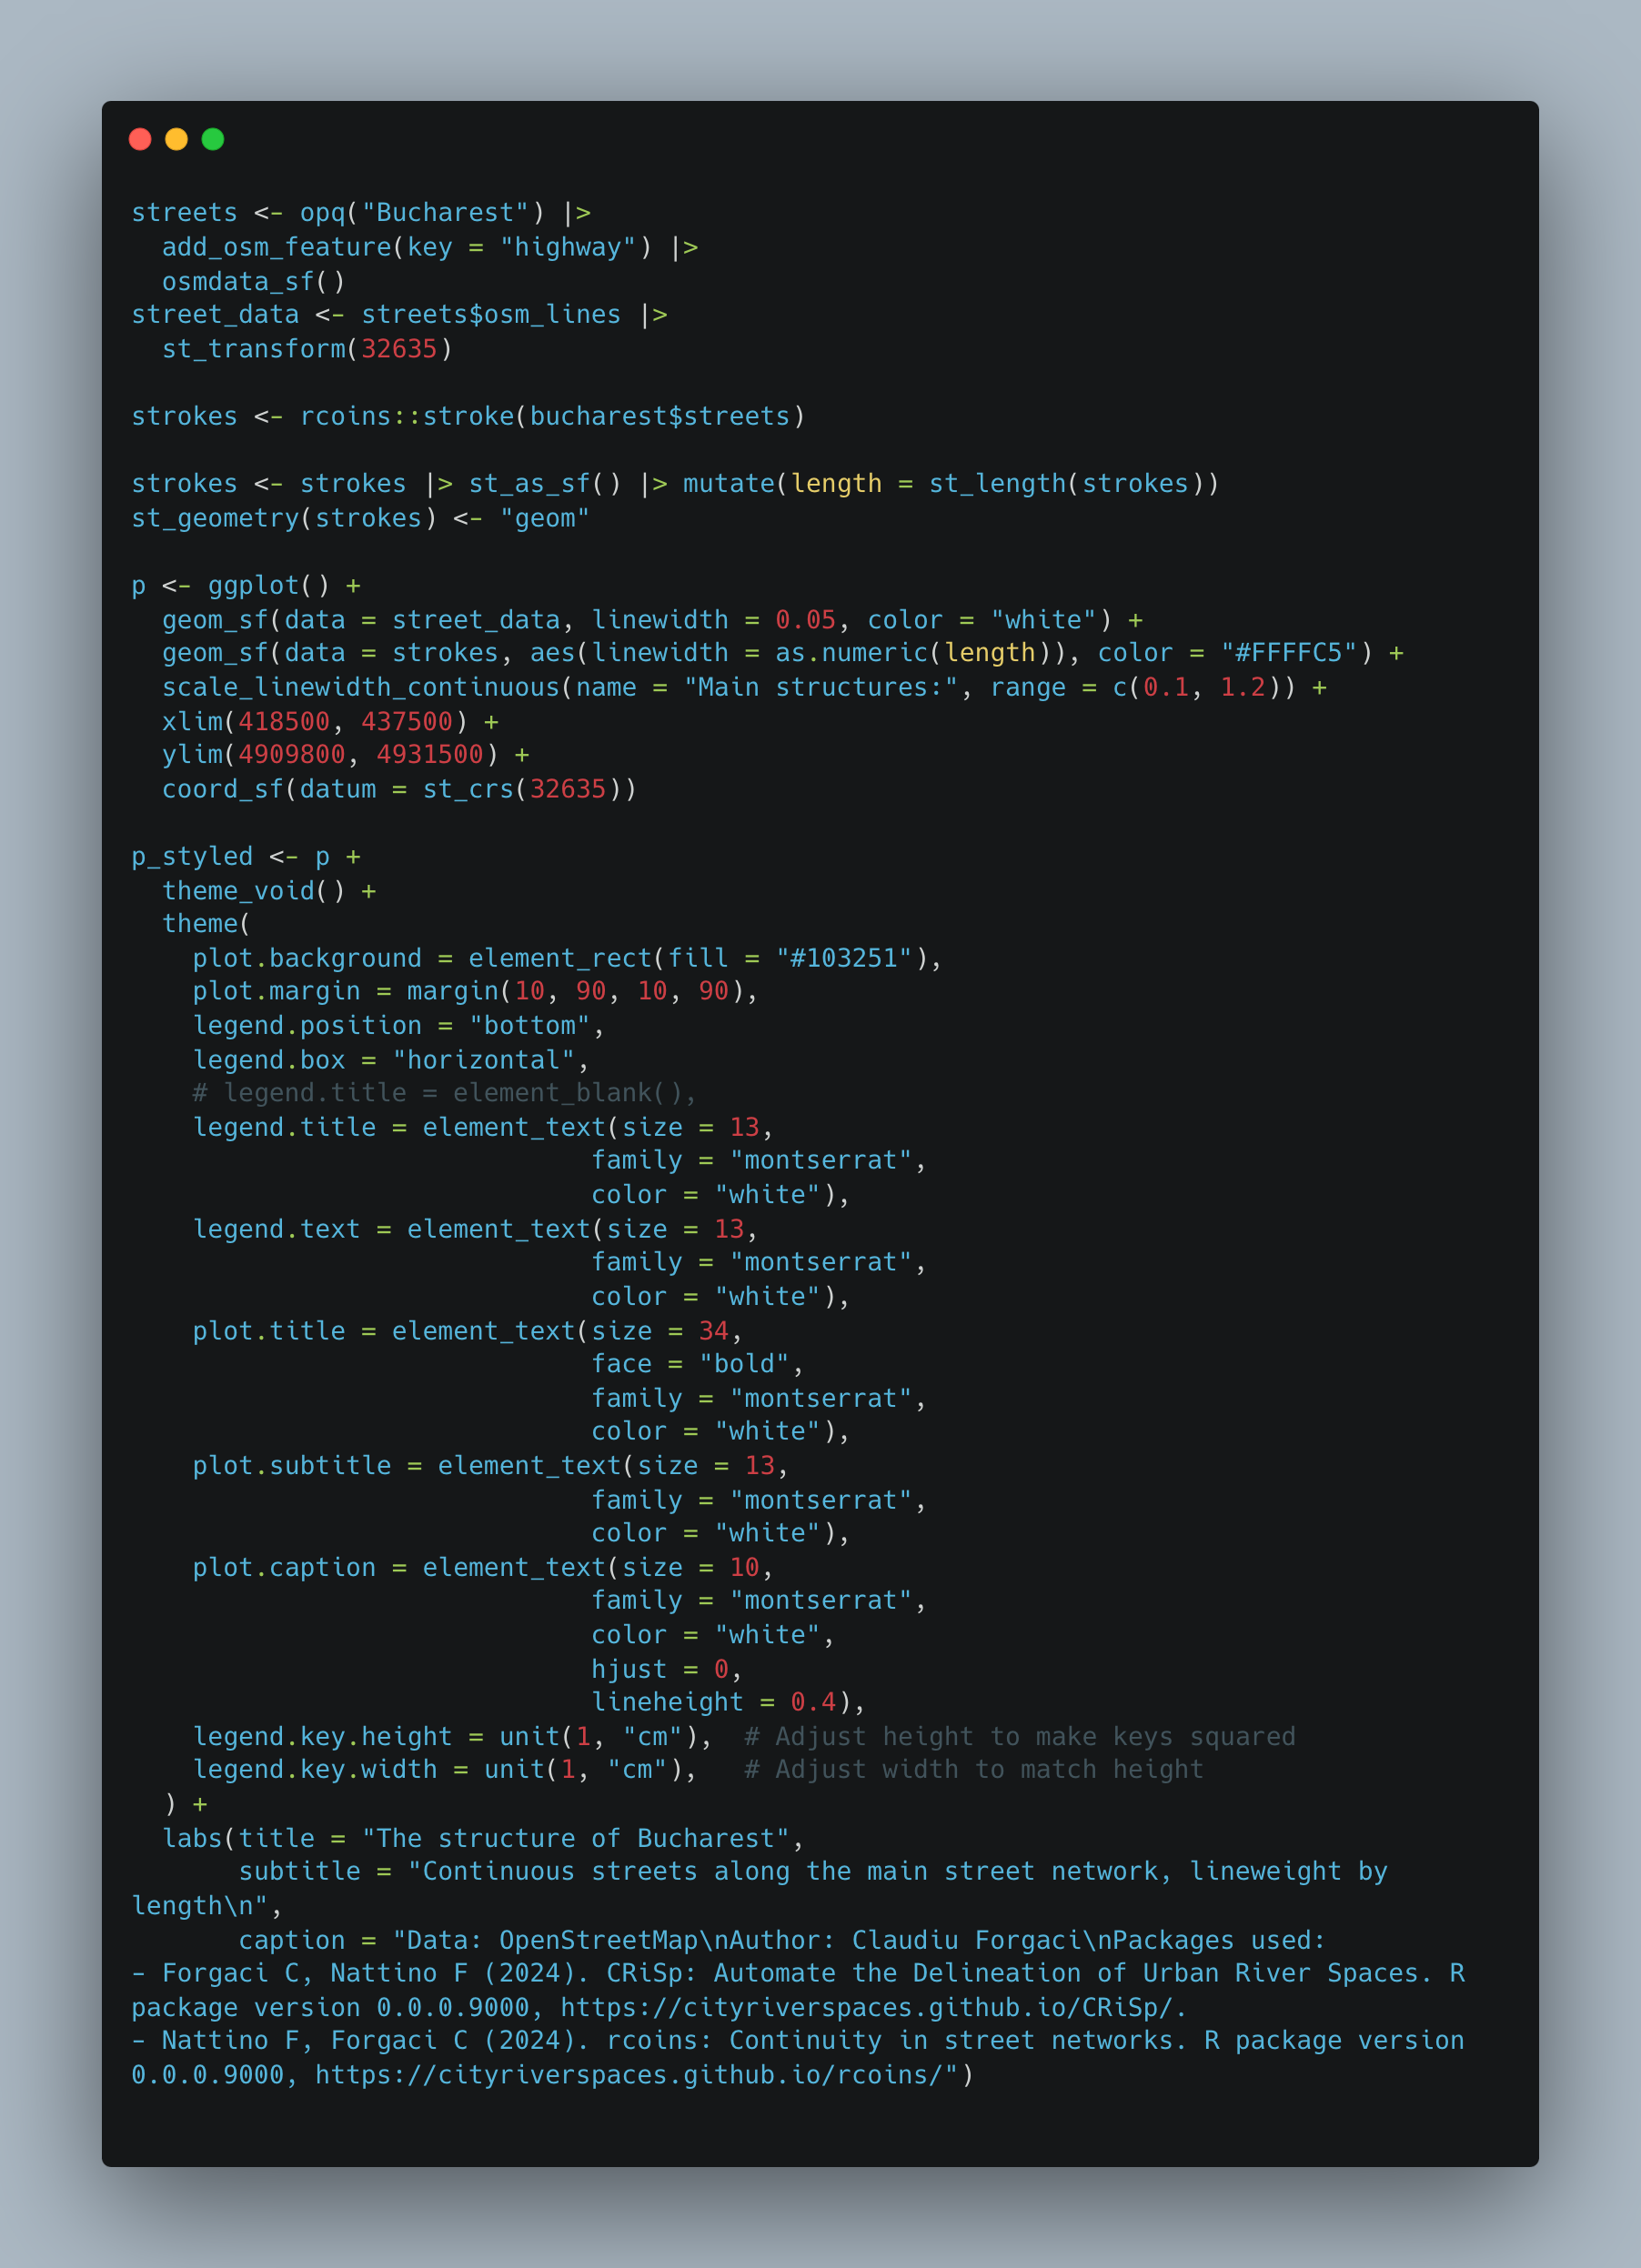 streets <- opq("Bucharest") |>
  add_osm_feature(key = "highway") |>
  osmdata_sf()
street_data <- streets$osm_lines |>
  st_transform(32635)

strokes <- rcoins::stroke(bucharest$streets)

strokes <- strokes |> st_as_sf() |> mutate(length = st_length(strokes))
st_geometry(strokes) <- "geom"

p <- ggplot() +
  geom_sf(data = street_data, linewidth = 0.05, color = "white") +
  geom_sf(data = strokes, aes(linewidth = as.numeric(length)), color = "#FFFFC5") +
  scale_linewidth_continuous(name = "Main structures:", range = c(0.1, 1.2)) +
  xlim(418500, 437500) +
  ylim(4909800, 4931500) +
  coord_sf(datum = st_crs(32635))

p_styled <- p +
  theme_void() +
  theme(
    plot.background = element_rect(fill = "#103251"),
    plot.margin = margin(10, 90, 10, 90),
    legend.position = "bottom",
    legend.box = "horizontal",
    # legend.title = element_blank(),
    legend.title = element_text(size = 13,
                              family = "montserrat",
                              color = "white"),
    legend.text = element_text(size = 13,
                              family = "montserrat",
                              color = "white"),
    plot.title = element_text(size = 34,
                              face = "bold",
                              family = "montserrat",
                              color = "white"),
    plot.subtitle = element_text(size = 13,
                              family = "montserrat",
                              color = "white"),
    plot.caption = element_text(size = 10,
                              family = "montserrat",
                              color = "white",
                              hjust = 0,
                              lineheight = 0.4),
    legend.key.height = unit(1, "cm"),  # Adjust height to make keys squared
    legend.key.width = unit(1, "cm"),   # Adjust width to match height
  ) +
  labs(title = "The structure of Bucharest",
       subtitle = "Continuous streets along the main street network, lineweight by
length\n",
       caption = "Data: OpenStreetMap\nAuthor: Claudiu Forgaci\nPackages used:
- Forgaci C, Nattino F (2024). CRiSp: Automate the Delineation of Urban River Spaces. R
package version 0.0.0.9000, https://cityriverspaces.github.io/CRiSp/.
- Nattino F, Forgaci C (2024). rcoins: Continuity in street networks. R package version
0.0.0.9000, https://cityriverspaces.github.io/rcoins/")